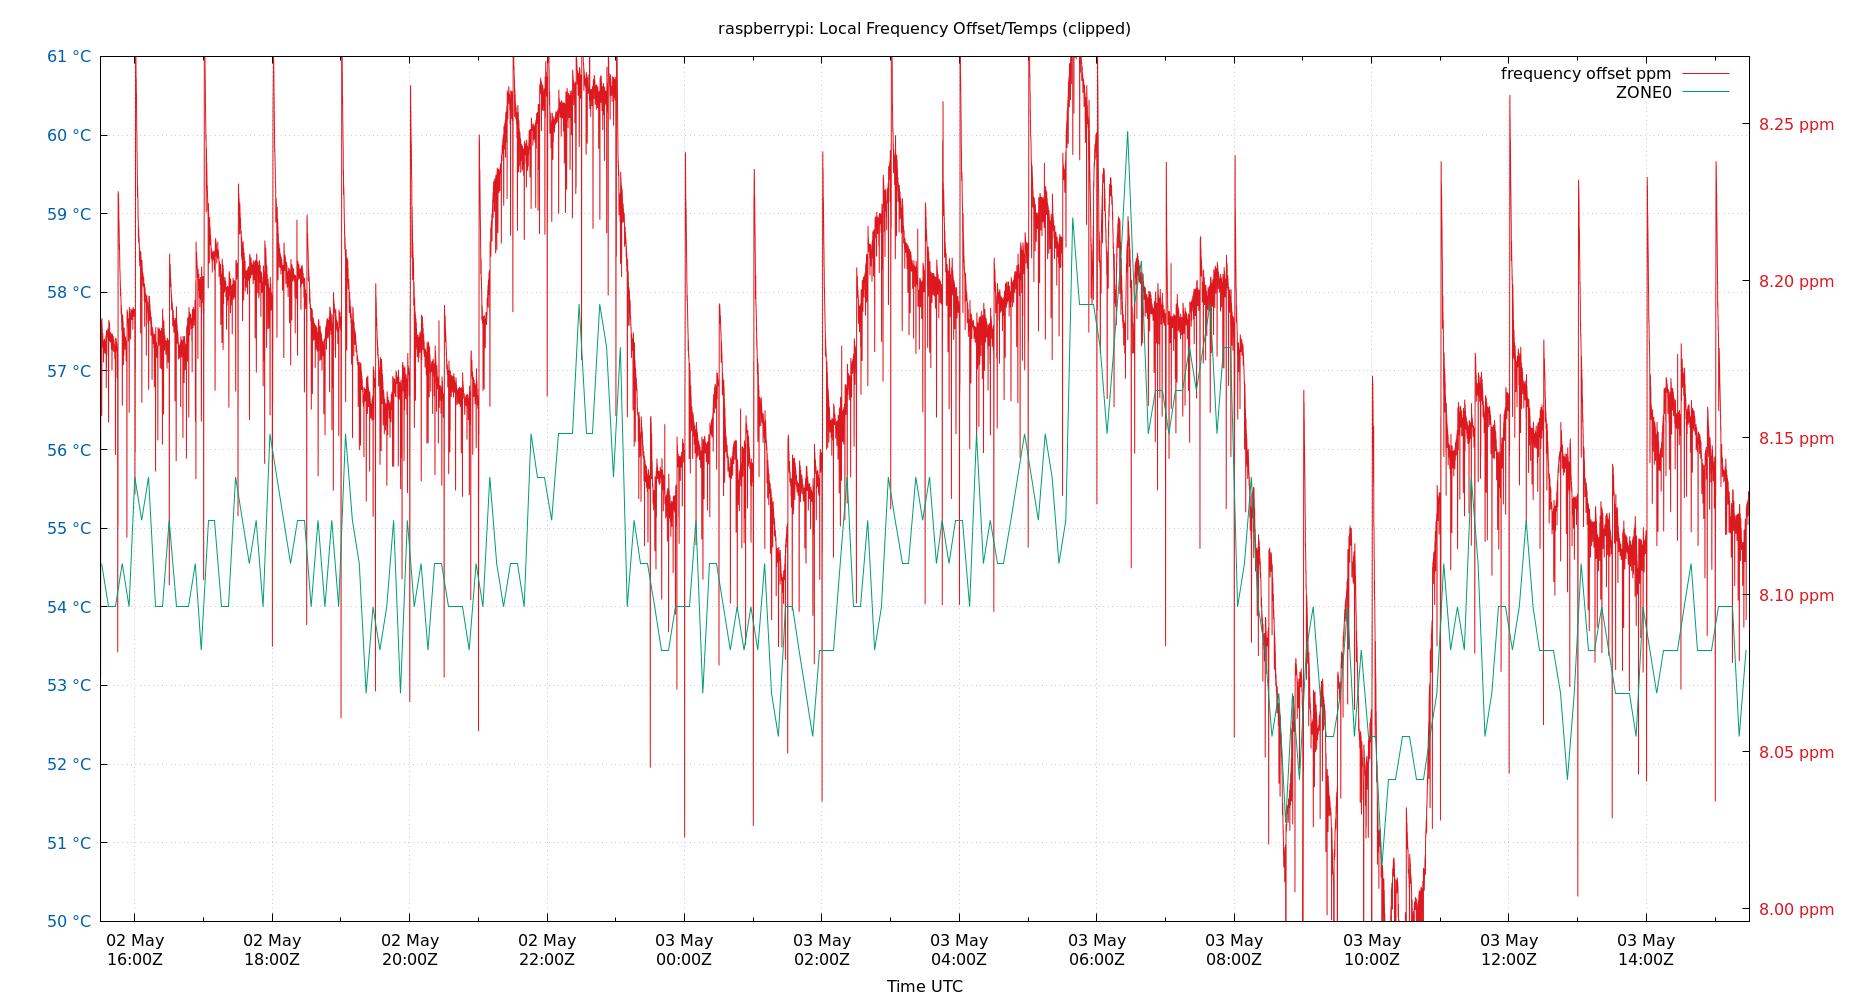 raspberrypi: Local Frequency Offset/Temps (clipped)
61 °C
60 °C
59 °C
58 °C
57 °C
56 °C
55 °C
54 °C
53 °C
52 °C
51 °C
50 °C
frequency offset ppm
ZONE0
8.25 ppm
8.20 ppm
8.15 ppm
8.10 ppm
8.05 ppm
8.00 ppm
02 May
16:00Z
02 May
18:00Z
02 May
20:00Z
02 May
22:00Z
03 May
00:00Z
03 May
02:00Z
03 May
04:00Z
03 May
06:00Z
03 May
08:00Z
03 May
10:00Z
03 May
12:00Z
03 May
14:00Z
Time UTC